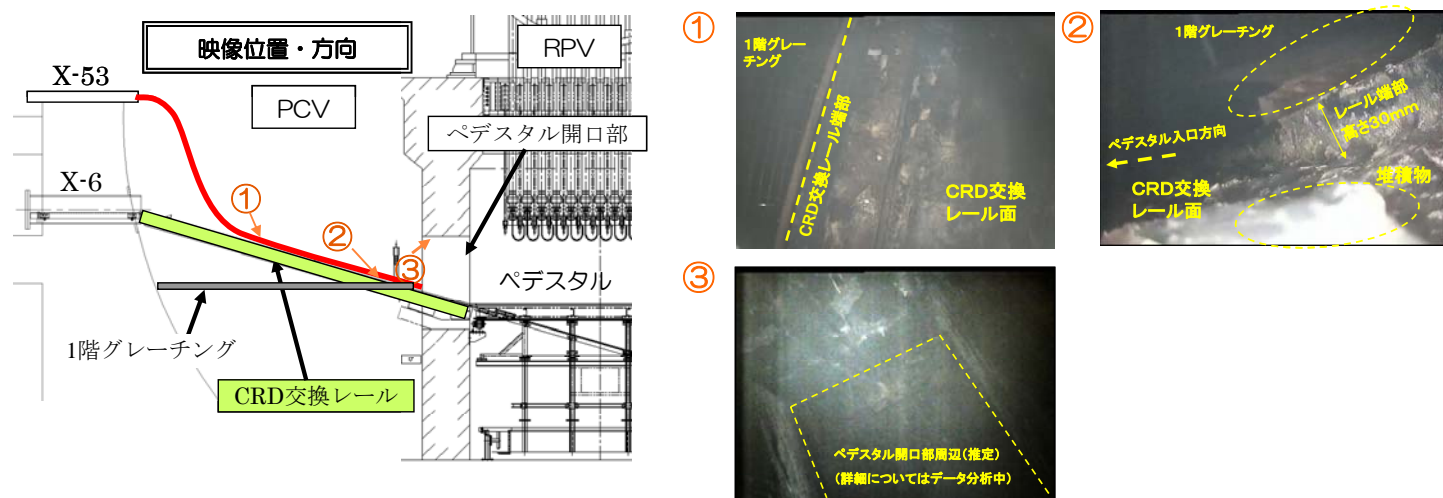 映像位置・方向
RPV
X-53
PCV
ペデスタル開口部
X-6
①
②
③
ペデスタル
1階グレーチング
CRD交換レール
①
1階グレー
チング
CRD交換レール端部
CRD交換
レール面
②
1階グレーチング
レール端部
高さ30mm
ペデスタル入口方向
堆積物
CRD交換
レール面
③
ペデスタル開口部周辺(推定)
(詳細についてはデータ分析中)